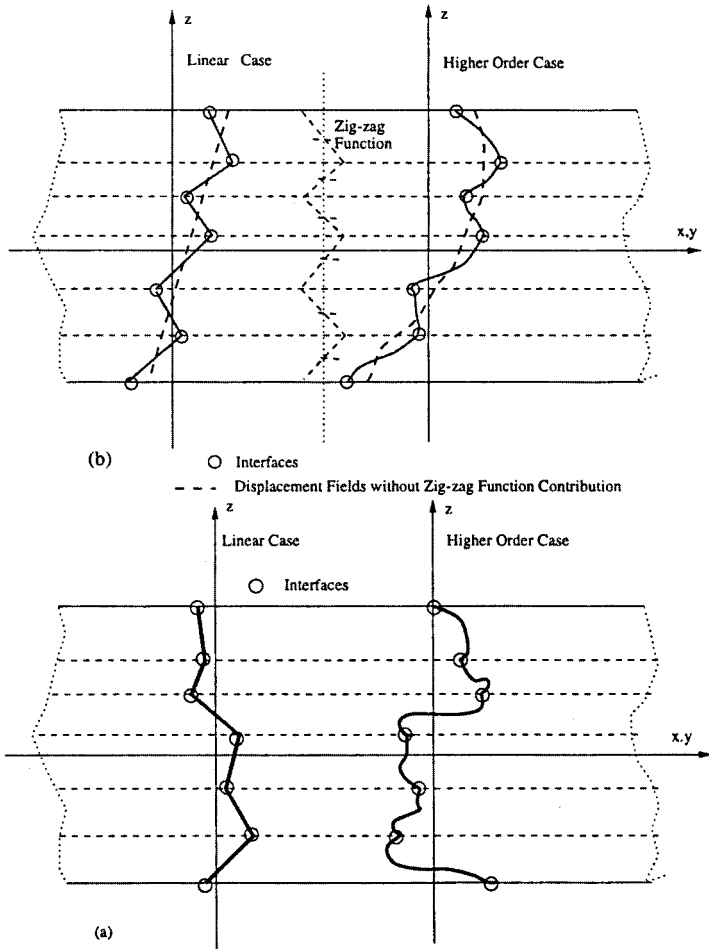 z
z
Linear Case
Higher Order Case
Zig-zag
Function
x,y
(b)
Interfaces
Displacement Fields without Zig-zag Function Contribution
z
z
Linear Case
Higher Order Case
Interfaces
x.y
(a)